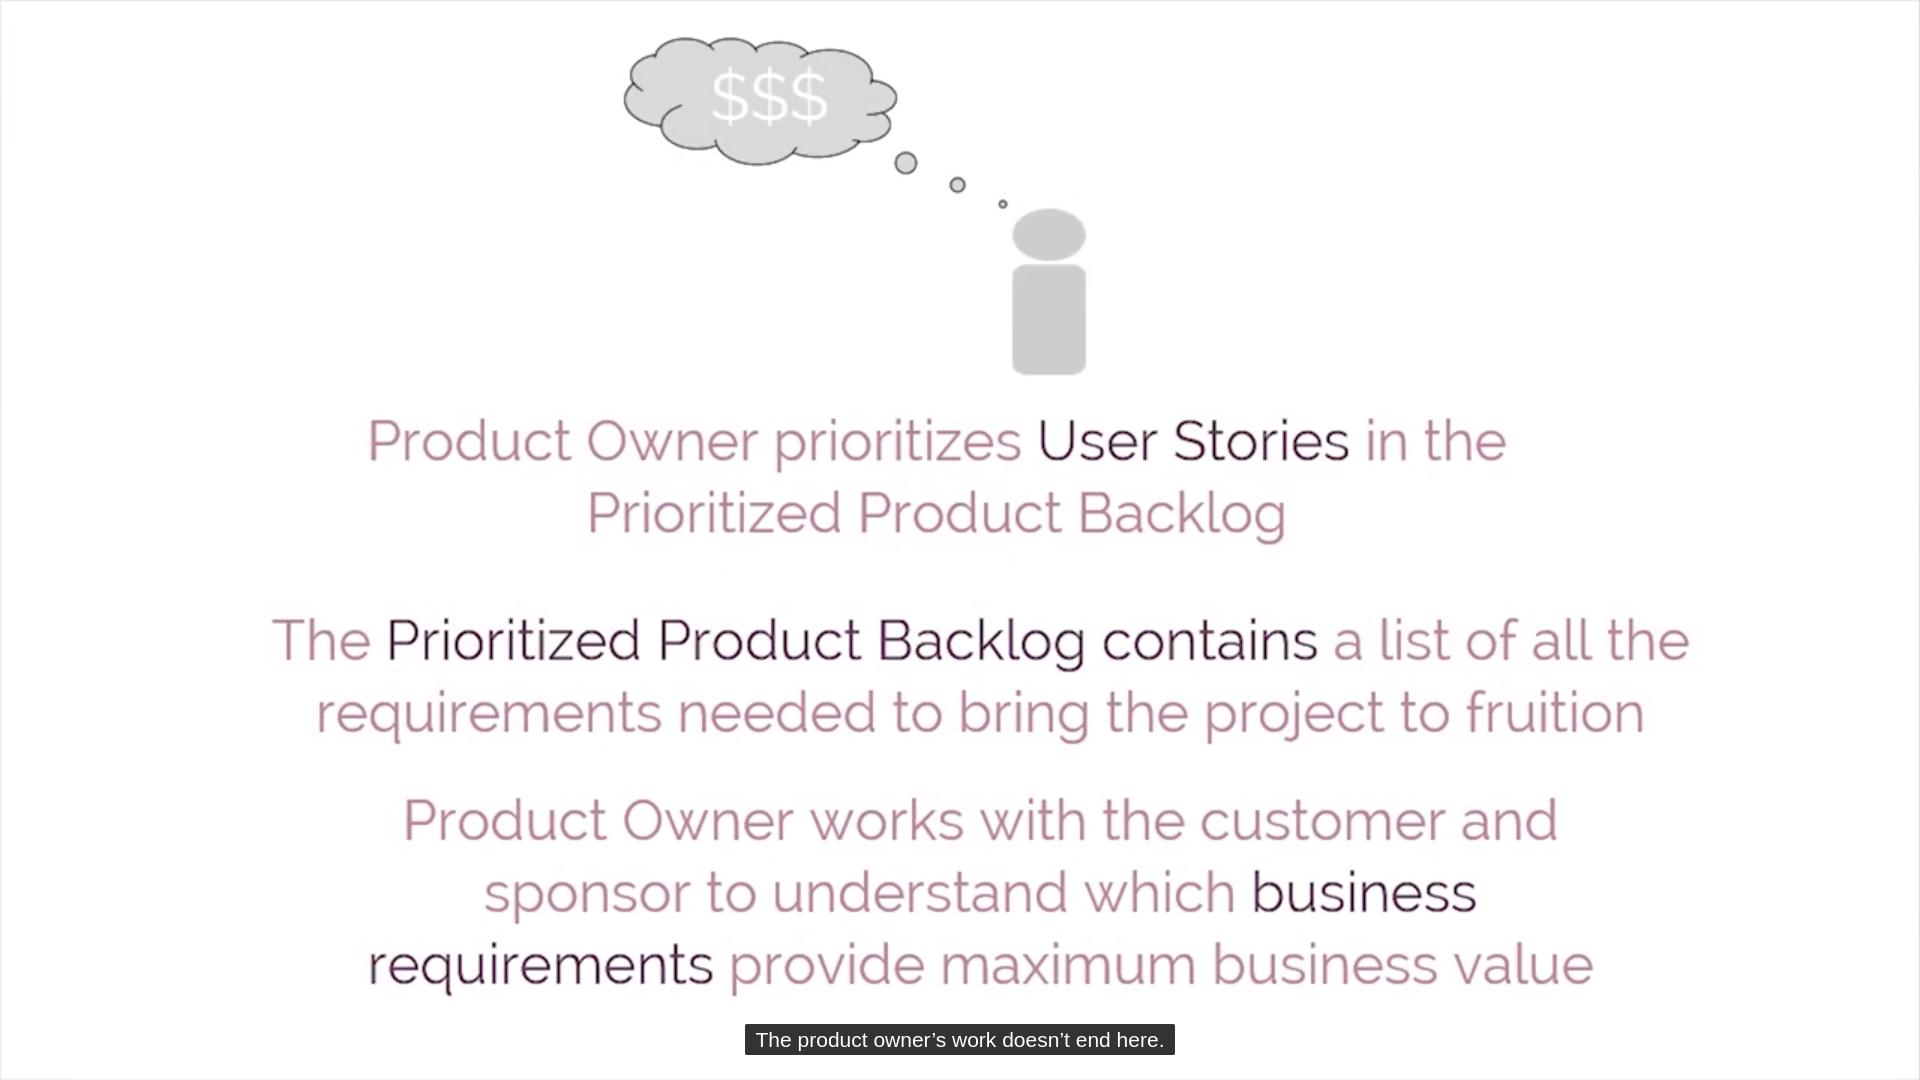 $$$
Product Owner prioritizes User Stories in the
Prioritized Product Backlog
The Prioritized Product Backlog contains a list of all the
requirements needed to bring the project to fruition
Product Owner works with the customer and
sponsor to understand which business
requirements provide maximum business value
The product owner’s work doesn’t end here.